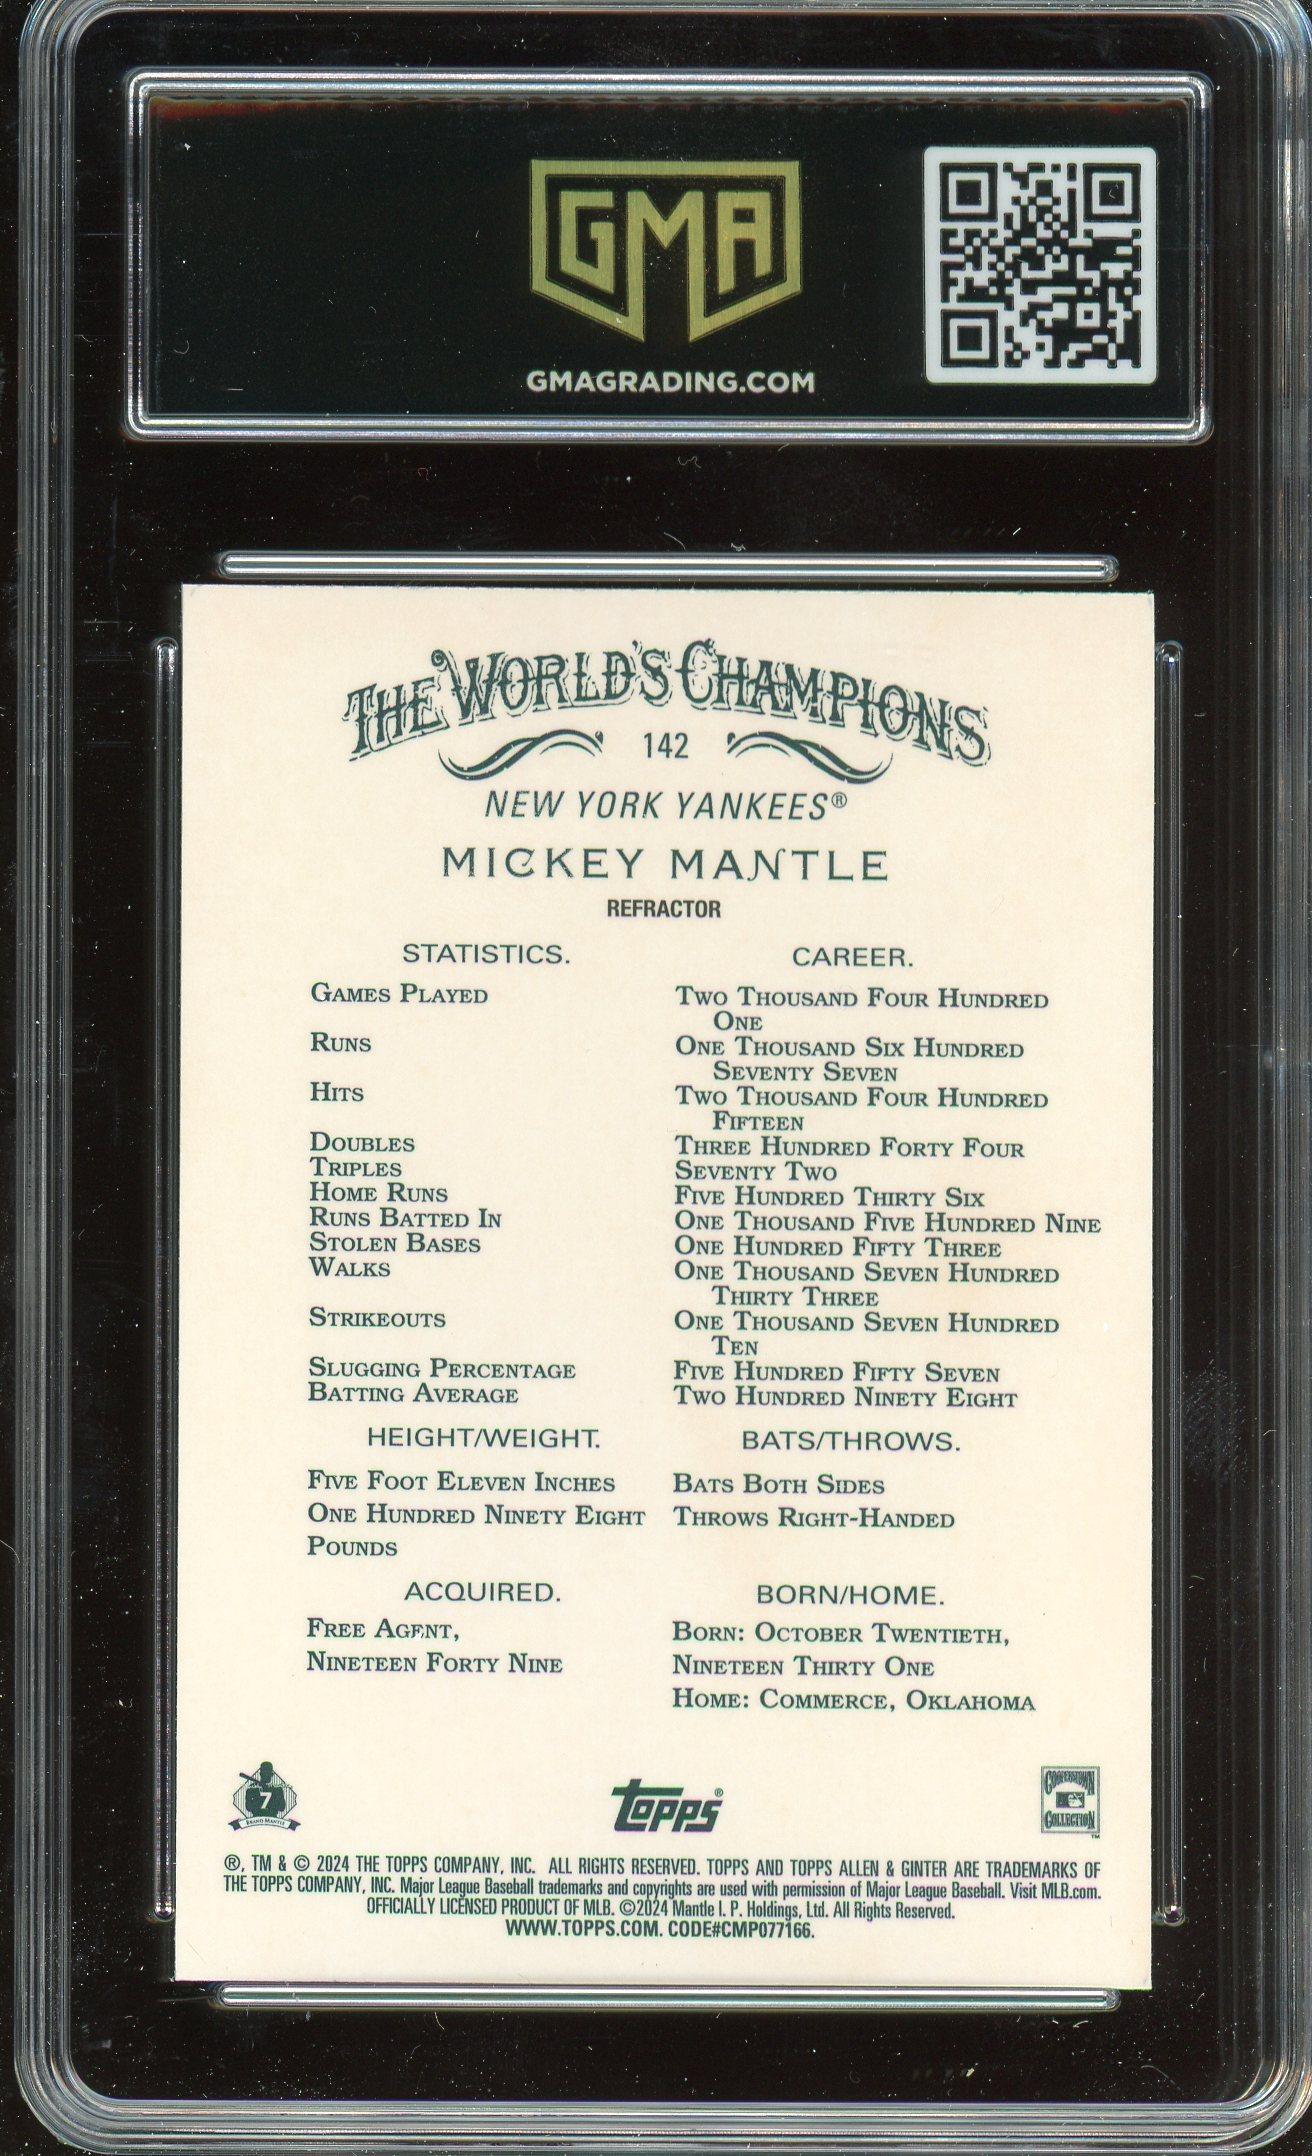 GMA
GMAGRADING.COM
THE WORLD'S CHAMPIONS
142
NEW YORK YANKEES®
MICKEY MANTLE
REFRACTOR
STATISTICS. CAREER.
GAMES PLAYED TWO THOUSAND FOUR HUNDRED
ONE
RUNS ONE THOUSAND SIX HUNDRED
SEVENTY SEVEN
HITS TWO THOUSAND FOUR HUNDRED
FIFTEEN
DOUBLES THREE HUNDRED FORTY FOUR
TRIPLES SEVENTY TWO
HOME RUNS FIVE HUNDRED THIRTY SIX
RUNS BATTED IN ONE THOUSAND FIVE HUNDRED NINE
STOLEN BASES ONE HUNDRED FIFTY THREE
WALKS ONE THOUSAND SEVEN HUNDRED
THIRTY THREE
STRIKEOUTS ONE THOUSAND SEVEN HUNDRED
TEN
SLUGGING PERCENTAGE FIVE HUNDRED FIFTY SEVEN
BATTING AVERAGE TWO HUNDRED NINETY EIGHT
HEIGHT/WEIGHT. BATS/THROWS.
FIVE FOOT ELEVEN INCHES BATS BOTH SIDES
ONE HUNDRED NINETY EIGHT THROWS RIGHT-HANDED
POUNDS
ACQUIRED. BORN/HOME.
FREE AGENT, BORN: OCTOBER TWENTIETH,
NINETEEN FORTY NINE NINETEEN THIRTY ONE
HOME: COMMERCE, OKLAHOMA
7
BRAND MANTLE
TOPPS®
COOPERSTOWN
COLLECTION
TM
®, TM & © 2024 THE TOPPS COMPANY, INC. ALL RIGHTS RESERVED. TOPPS AND TOPPS ALLEN & GINTER ARE TRADEMARKS OF
THE TOPPS COMPANY, INC. Major League Baseball trademarks and copyrights are used with permission of Major League Baseball. Visit MLB.com.
OFFICIALLY LICENSED PRODUCT OF MLB. ©2024 Mantle I. P. Holdings, Ltd. All Rights Reserved.
WWW.TOPPS.COM. CODE#CMP077166.